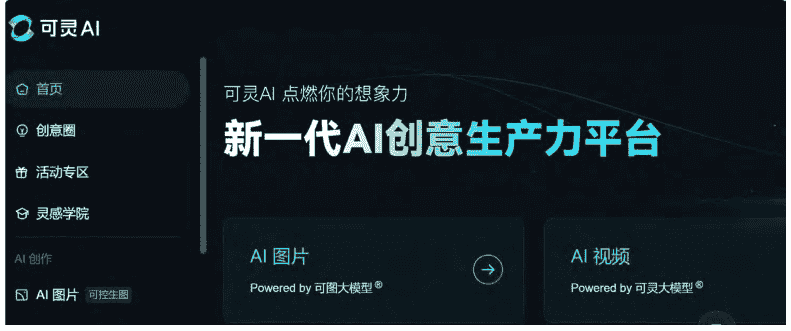 可灵AI
首页
创意圈
活动专区
灵感学院
AI 创作
AI 图片 可控生图
可灵AI 点燃你的想象力
新一代AI创意生产力平台
AI 图片
Powered by 可图大模型®
AI 视频
Powered by 可灵大模型®